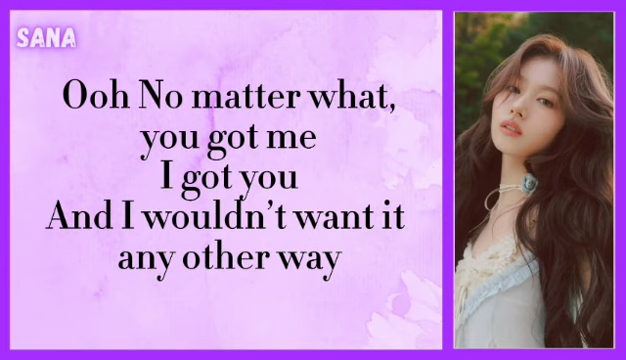 SANA
Ooh No matter what,
you got me
I got you
And I wouldn't want it
any other way